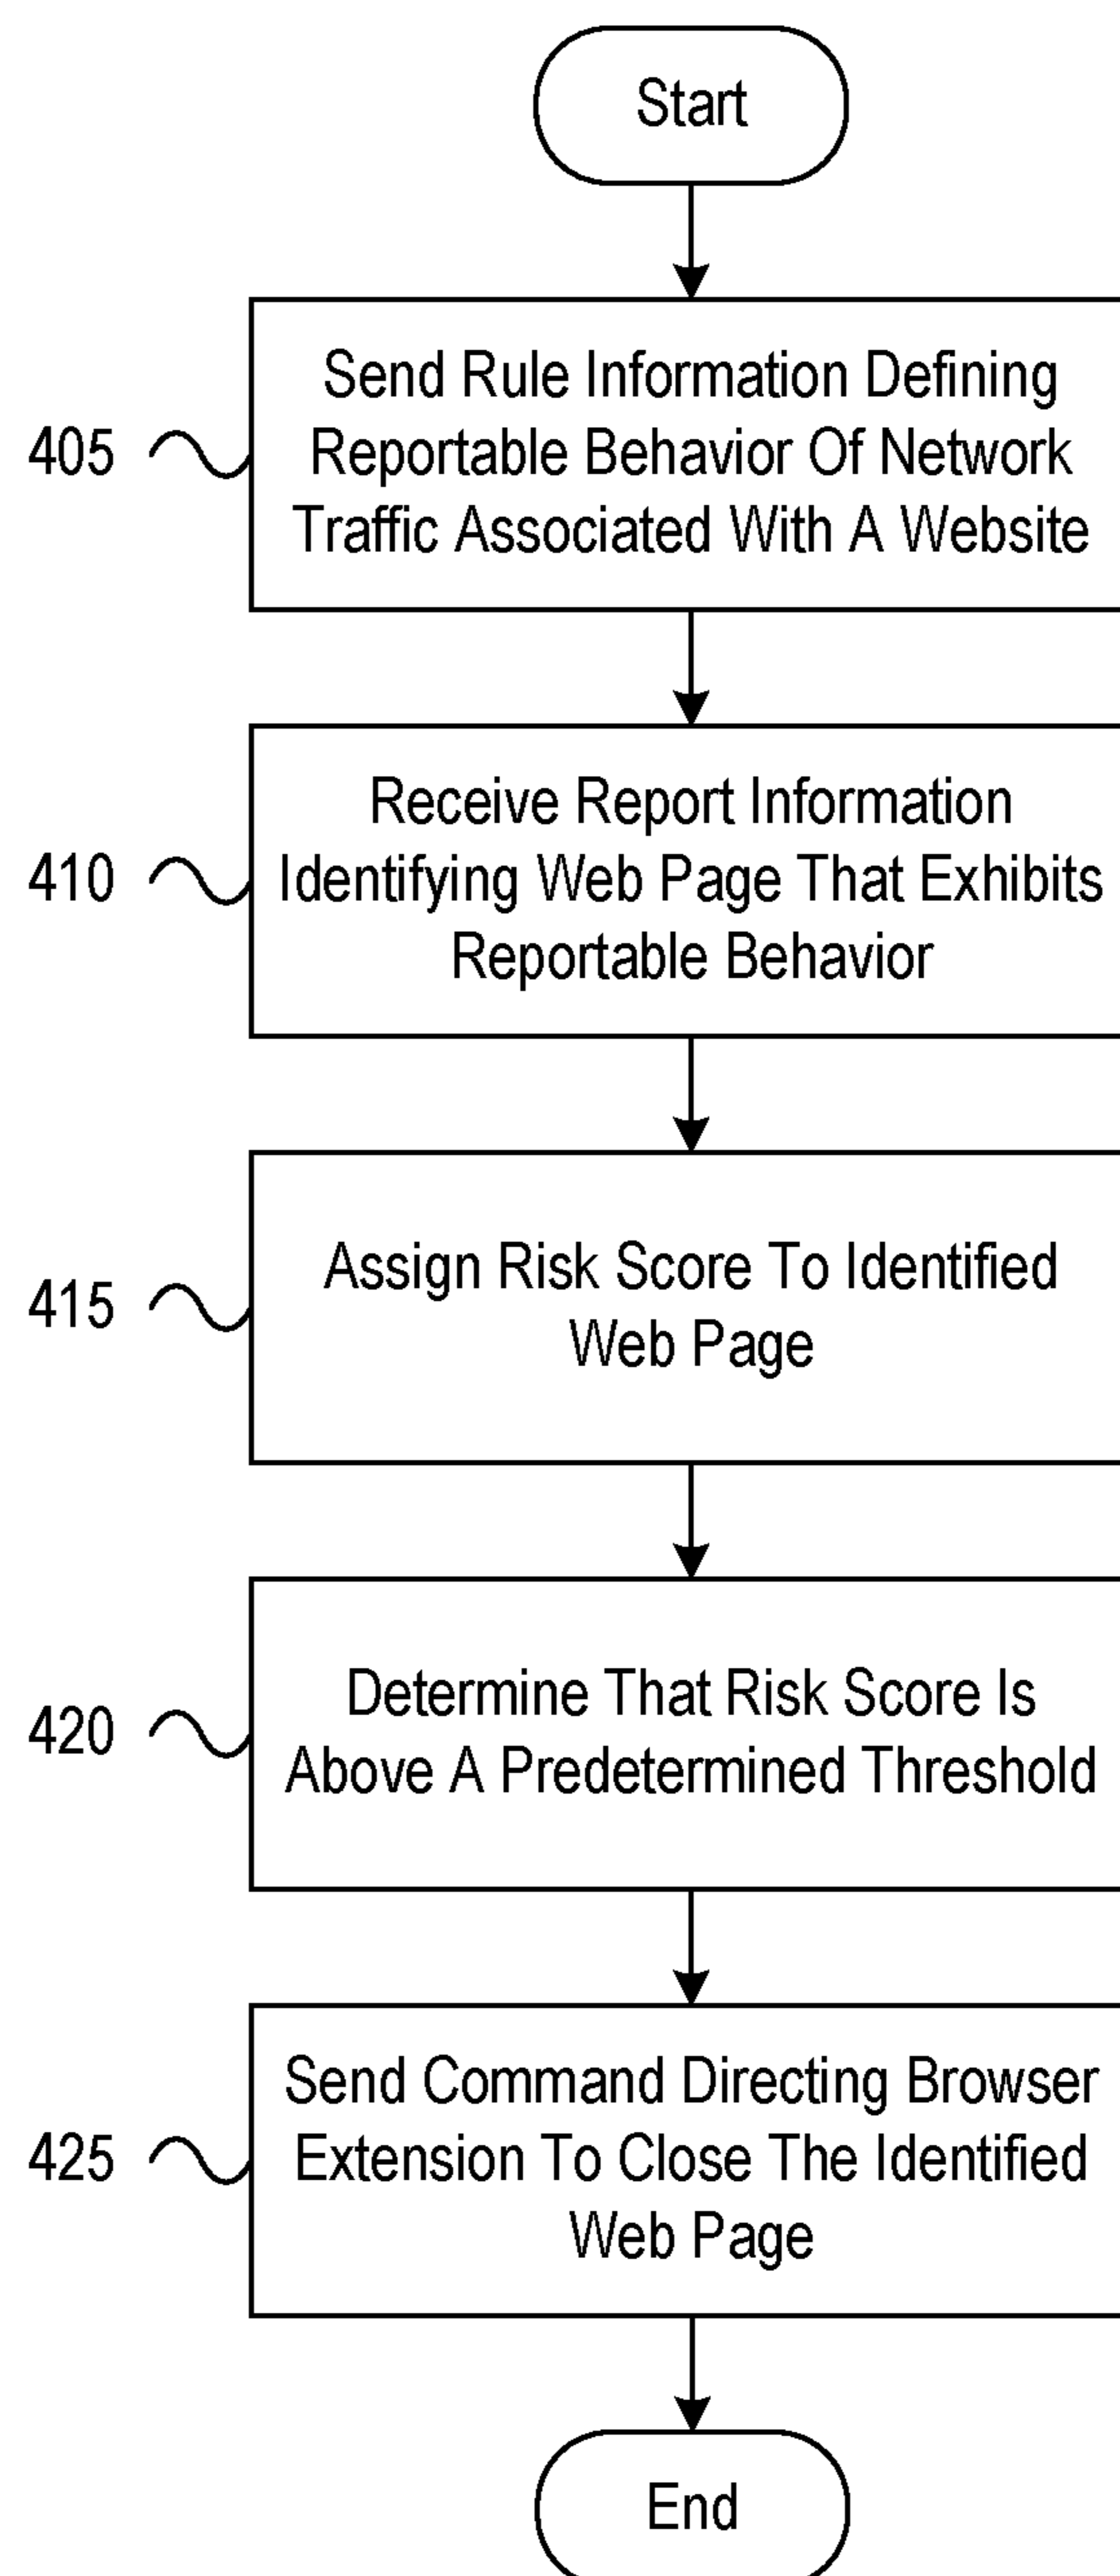 Start
405
Send Rule Information Defining
Reportable Behavior Of Network
Traffic Associated With A Website
410
Receive Report Information
Identifying Web Page That Exhibits
Reportable Behavior
415
Assign Risk Score To Identified
Web Page
420
Determine That Risk Score Is
Above A Predetermined Threshold
425
Send Command Directing Browser
Extension To Close The Identified
Web Page
End